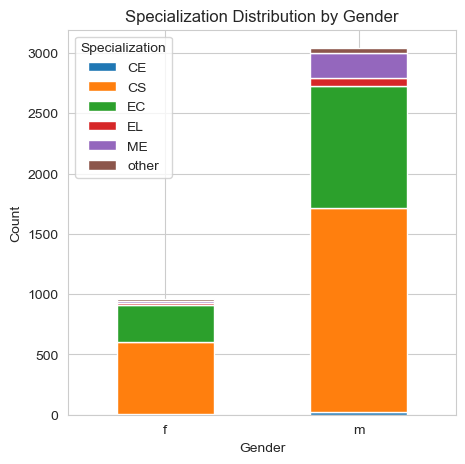 Specialization Distribution by Gender
3000
2500
2000
1500
1000
500
0
Count
Specialization
CE
CS
EC
EL
ME
other
f
m
Gender